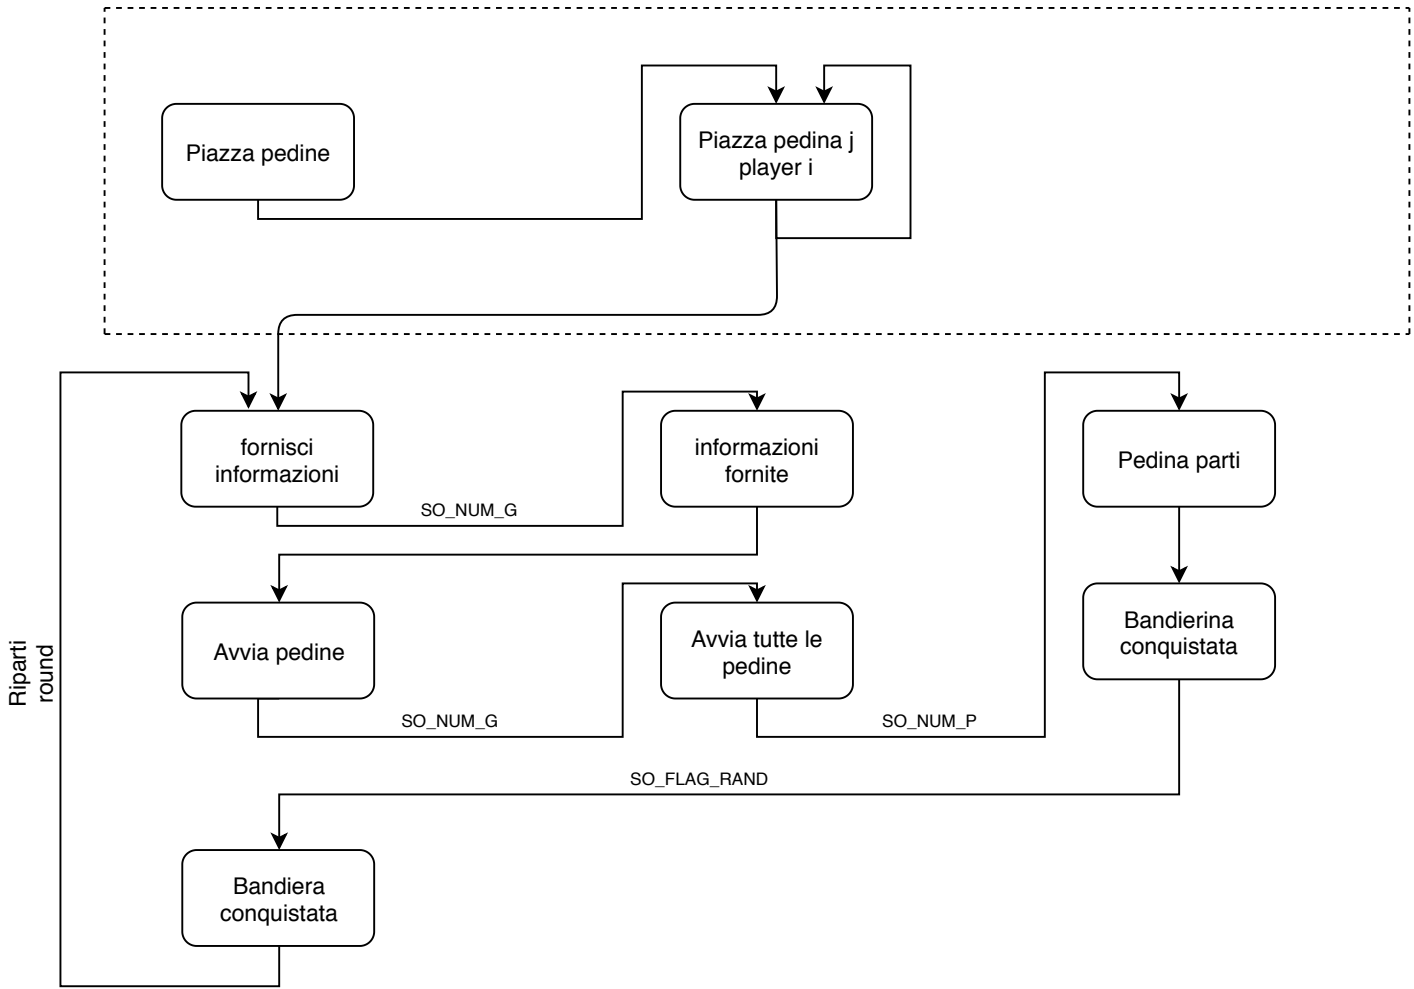 Piazza pedine
Piazza pedina j
player i
fornisci
informazioni
SO_NUM_G
informazioni
fornite
Pedina parti
Avvia pedine
SO_NUM_G
Avvia tutte le
pedine
SO_NUM_P
Bandierina
conquistata
Riparti
round
SO_FLAG_RAND
Bandiera
conquistata